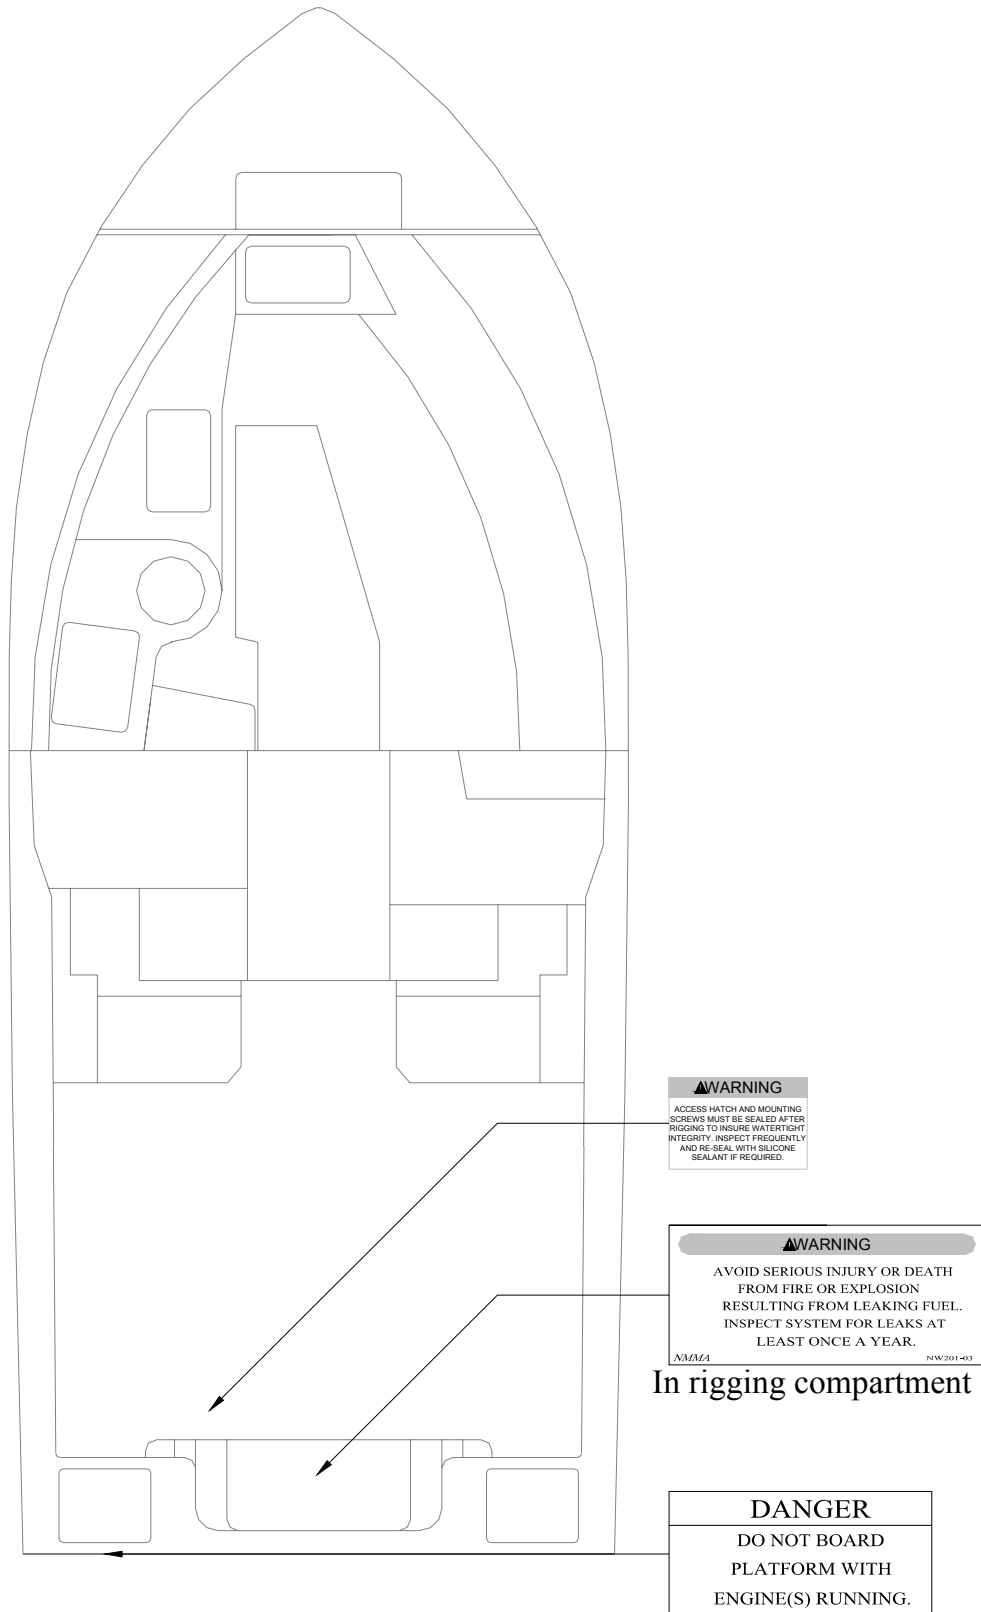 WARNING
ACCESS HATCH AND MOUNTING
SCREWS MUST BE SEALED AFTER
RIGGING TO INSURE WATERTIGHT
INTEGRITY. INSPECT FREQUENTLY
AND RE-SEAL WITH SILICONE
SEALANT IF REQUIRED.
WARNING
AVOID SERIOUS INJURY OR DEATH
FROM FIRE OR EXPLOSION
RESULTING FROM LEAKING FUEL.
INSPECT SYSTEM FOR LEAKS AT
LEAST ONCE A YEAR.
NMMA NW201-03
In rigging compartment
DANGER
DO NOT BOARD
PLATFORM WITH
ENGINE(S) RUNNING.